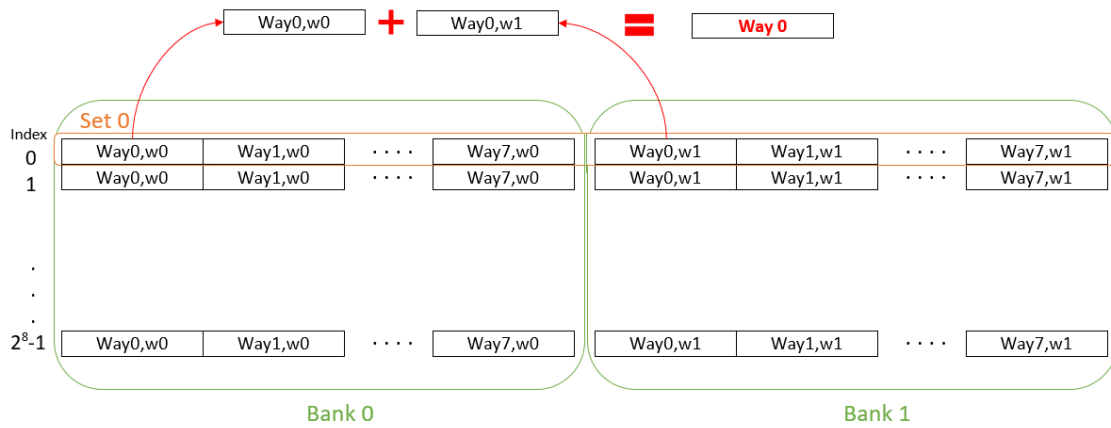 Way0,w0 + Way0,w1 = Way 0
Set 0
Index
0 Way0,w0 Way1,w0 . . . . Way7,w0 Way0,w1 Way1,w1 . . . . Way7,w1
1 Way0,w0 Way1,w0 . . . . Way7,w0 Way0,w1 Way1,w1 . . . . Way7,w1
.
.
.
2⁸-1 Way0,w0 Way1,w0 . . . . Way7,w0 Way0,w1 Way1,w1 . . . . Way7,w1
Bank 0 Bank 1